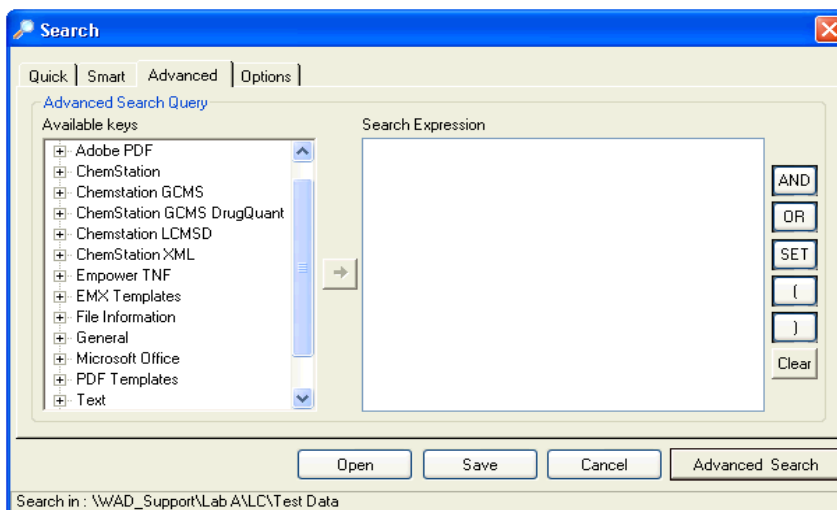 Search
Quick Smart Advanced Options
Advanced Search Query
Available keys
Search Expression
Adobe PDF
ChemStation
Chemstation GCMS
ChemStation GCMS DrugQuant
Chemstation LCMSD
ChemStation XML
Empower TNF
EMX Templates
File Information
General
Microsoft Office
PDF Templates
Text
AND
OR
SET
(
)
Clear
Open Save Cancel Advanced Search
Search in : \WAD_Support\Lab A\LC\Test Data